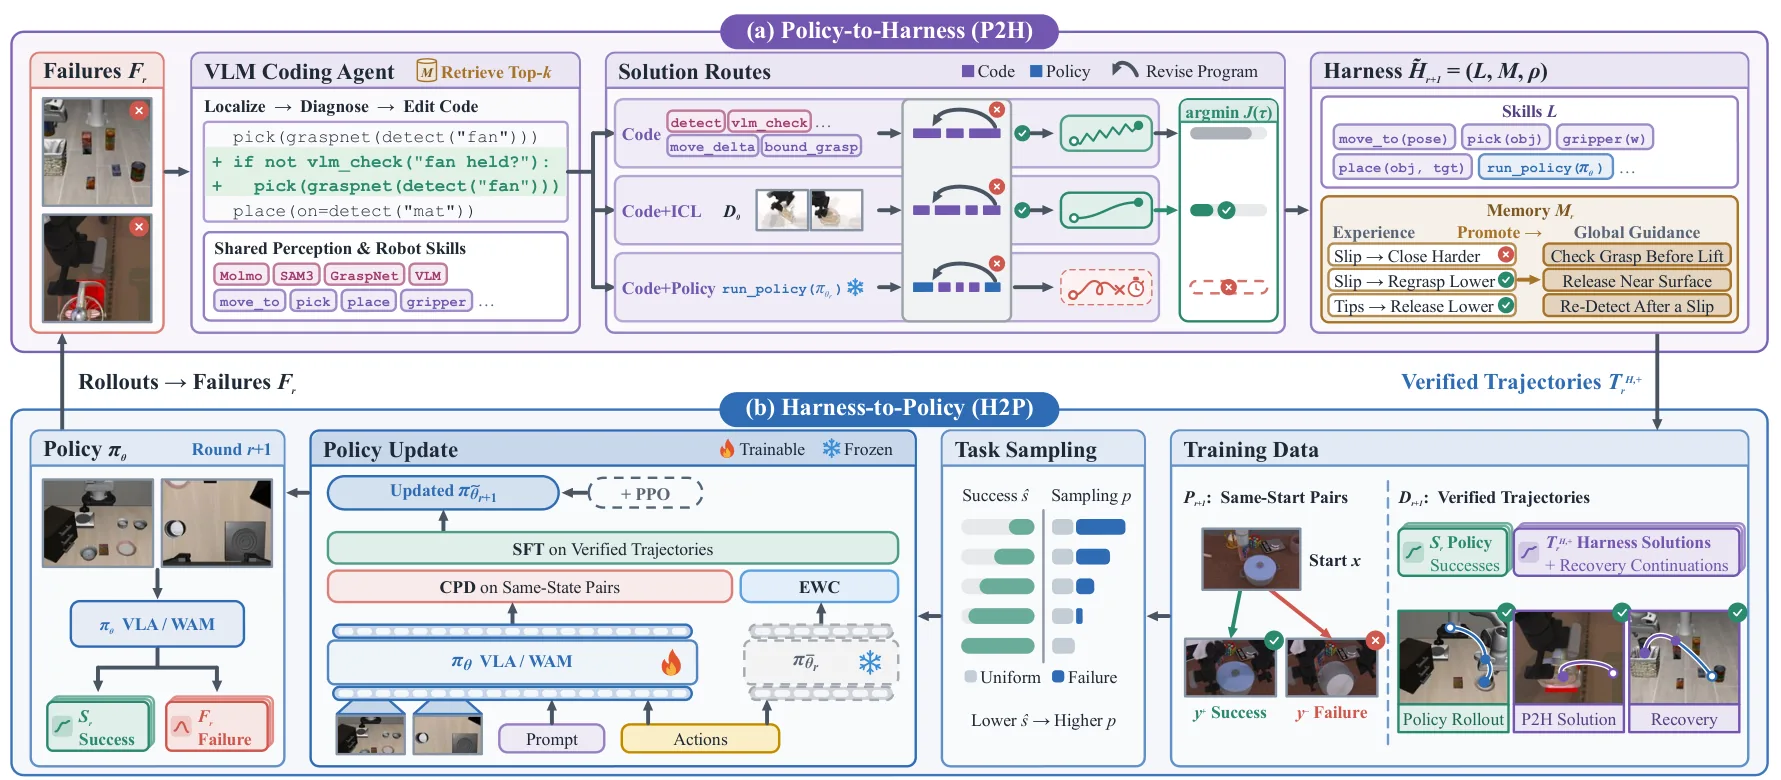 (a) Policy-to-Harness (P2H)
Failures F_r
VLM Coding Agent
M Retrieve Top-k
Localize → Diagnose → Edit Code
pick(graspnet(detect("fan")))
+ if not vlm_check("fan held?"):
+ pick(graspnet(detect("fan")))
place(on=detect("mat"))
Shared Perception & Robot Skills
Molmo SAM3 GraspNet VLM
move_to pick place gripper ...
Solution Routes
Code Policy Revise Program
Code detect vlm_check ...
move_delta bound_grasp
Code+ICL D_0
Code+Policy run_policy(π_θ_r)
argmin J(τ)
Harness H̃_{r+1} = (L, M, ρ)
Skills L
move_to(pose) pick(obj) gripper(w)
place(obj, tgt) run_policy(π_θ) ...
Memory M_r
Experience Promote → Global Guidance
Slip → Close Harder Check Grasp Before Lift
Slip → Regrasp Lower Release Near Surface
Tips → Release Lower Re-Detect After a Slip
Rollouts → Failures F_r
Verified Trajectories T_r^{H,+}
(b) Harness-to-Policy (H2P)
Policy π_θ Round r+1
π_θ VLA / WAM
S_r Success
F_r Failure
Policy Update
Trainable Frozen
Updated π_θ̃_{r+1}
+ PPO
SFT on Verified Trajectories
CPD on Same-State Pairs
EWC
π_θ VLA / WAM
π_θ̄_r
Prompt
Actions
Task Sampling
Success ŝ Sampling p
Uniform Failure
Lower ŝ → Higher p
Training Data
P_{r+1}: Same-Start Pairs
Start x
y⁺ Success
y⁻ Failure
D_{r+1}: Verified Trajectories
S_r Policy
Successes
T_r^{H,+} Harness Solutions
+ Recovery Continuations
Policy Rollout
P2H Solution
Recovery